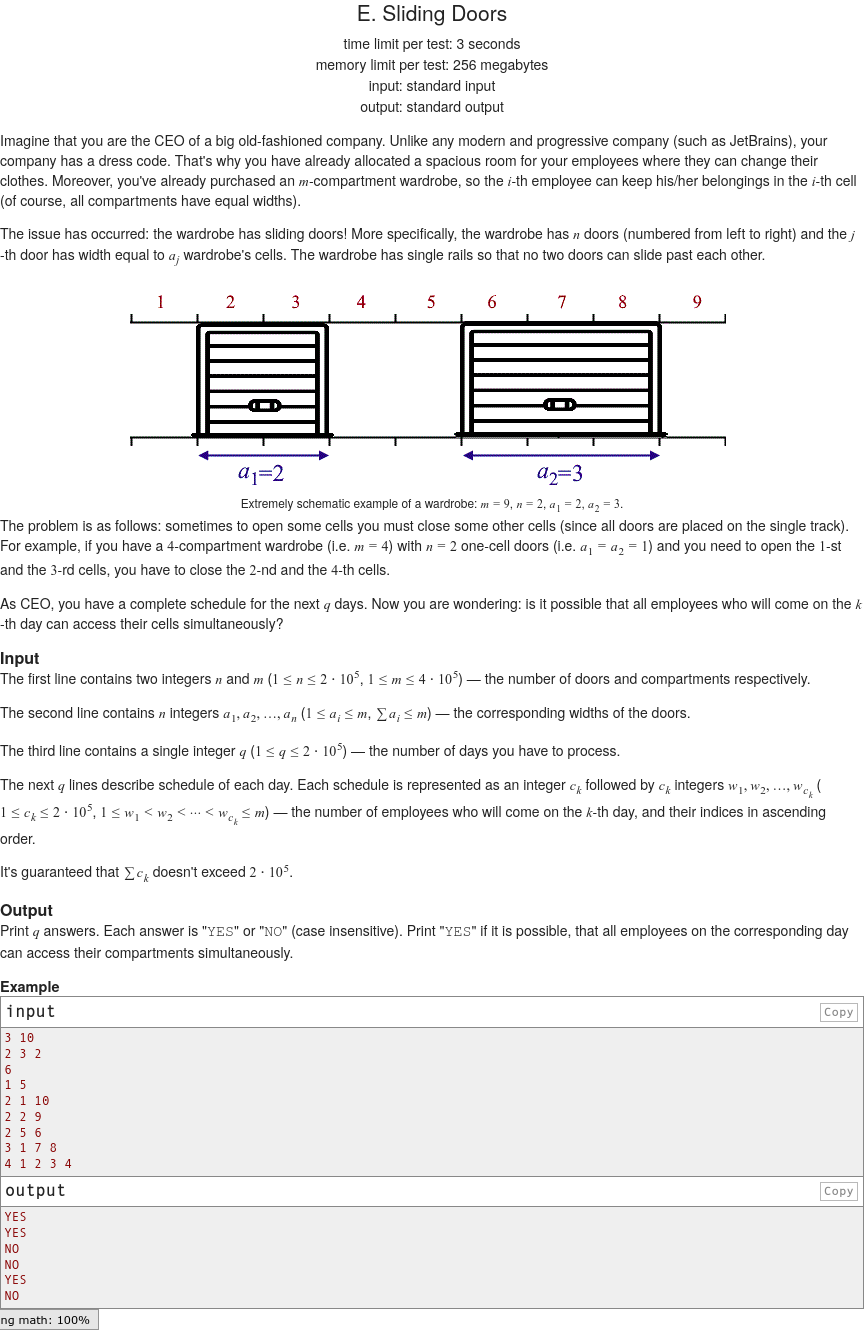 E. Sliding Doors
time limit per test: 3 seconds
memory limit per test: 256 megabytes
input: standard input
output: standard output
Imagine that you are the CEO of a big old-fashioned company. Unlike any modern and progressive company (such as JetBrains), your
company has a dress code. That's why you have already allocated a spacious room for your employees where they can change their
clothes. Moreover, you've already purchased an m-compartment wardrobe, so the i-th employee can keep his/her belongings in the i-th cell
(of course, all compartments have equal widths).
The issue has occurred: the wardrobe has sliding doors! More specifically, the wardrobe has n doors (numbered from left to right) and the j
-th door has width equal to a_j wardrobe's cells. The wardrobe has single rails so that no two doors can slide past each other.
1 2 3 4 5 6 7 8 9
a_1=2 a_2=3
Extremely schematic example of a wardrobe: m = 9, n = 2, a_1 = 2, a_2 = 3.
The problem is as follows: sometimes to open some cells you must close some other cells (since all doors are placed on the single track).
For example, if you have a 4-compartment wardrobe (i.e. m = 4) with n = 2 one-cell doors (i.e. a_1 = a_2 = 1) and you need to open the 1-st
and the 3-rd cells, you have to close the 2-nd and the 4-th cells.
As CEO, you have a complete schedule for the next q days. Now you are wondering: is it possible that all employees who will come on the k
-th day can access their cells simultaneously?
Input
The first line contains two integers n and m (1 ≤ n ≤ 2 · 10^5, 1 ≤ m ≤ 4 · 10^5) — the number of doors and compartments respectively.
The second line contains n integers a_1, a_2, …, a_n (1 ≤ a_i ≤ m, ∑ a_i ≤ m) — the corresponding widths of the doors.
The third line contains a single integer q (1 ≤ q ≤ 2 · 10^5) — the number of days you have to process.
The next q lines describe schedule of each day. Each schedule is represented as an integer c_k followed by c_k integers w_1, w_2, …, w_{c_k} (
1 ≤ c_k ≤ 2 · 10^5, 1 ≤ w_1 < w_2 < ⋯ < w_{c_k} ≤ m) — the number of employees who will come on the k-th day, and their indices in ascending
order.
It's guaranteed that ∑ c_k doesn't exceed 2 · 10^5.
Output
Print q answers. Each answer is "YES" or "NO" (case insensitive). Print "YES" if it is possible, that all employees on the corresponding day
can access their compartments simultaneously.
Example
input Copy
3 10
2 3 2
6
1 5
2 1 10
2 2 9
2 5 6
3 1 7 8
4 1 2 3 4
output Copy
YES
YES
NO
NO
YES
NO
ng math: 100%